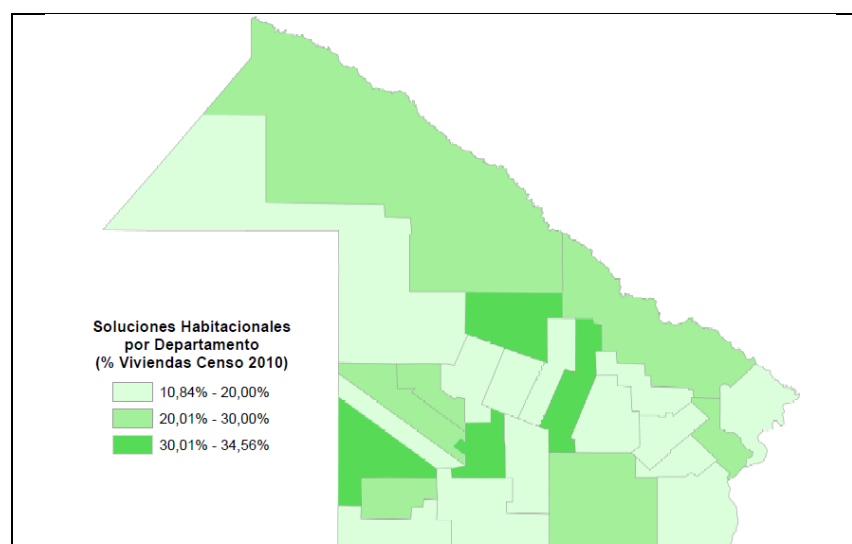 Soluciones Habitacionales
por Departamento
(% Viviendas Censo 2010)
10,84% - 20,00%
20,01% - 30,00%
30,01% - 34,56%